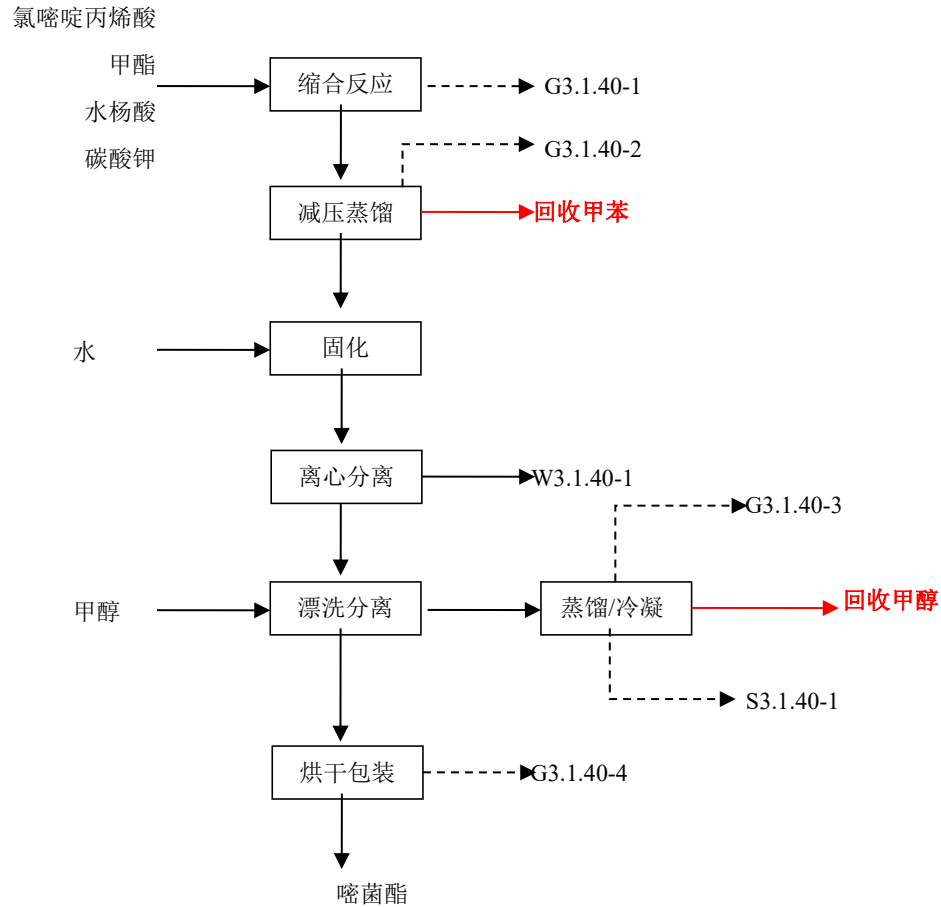 氯嘧啶丙烯酸
甲酯
水杨酸
碳酸钾
缩合反应
G3.1.40-1
G3.1.40-2
减压蒸馏
回收甲苯
水
固化
离心分离
W3.1.40-1
G3.1.40-3
甲醇
漂洗分离
蒸馏/冷凝
回收甲醇
S3.1.40-1
烘干包装
G3.1.40-4
嘧菌酯